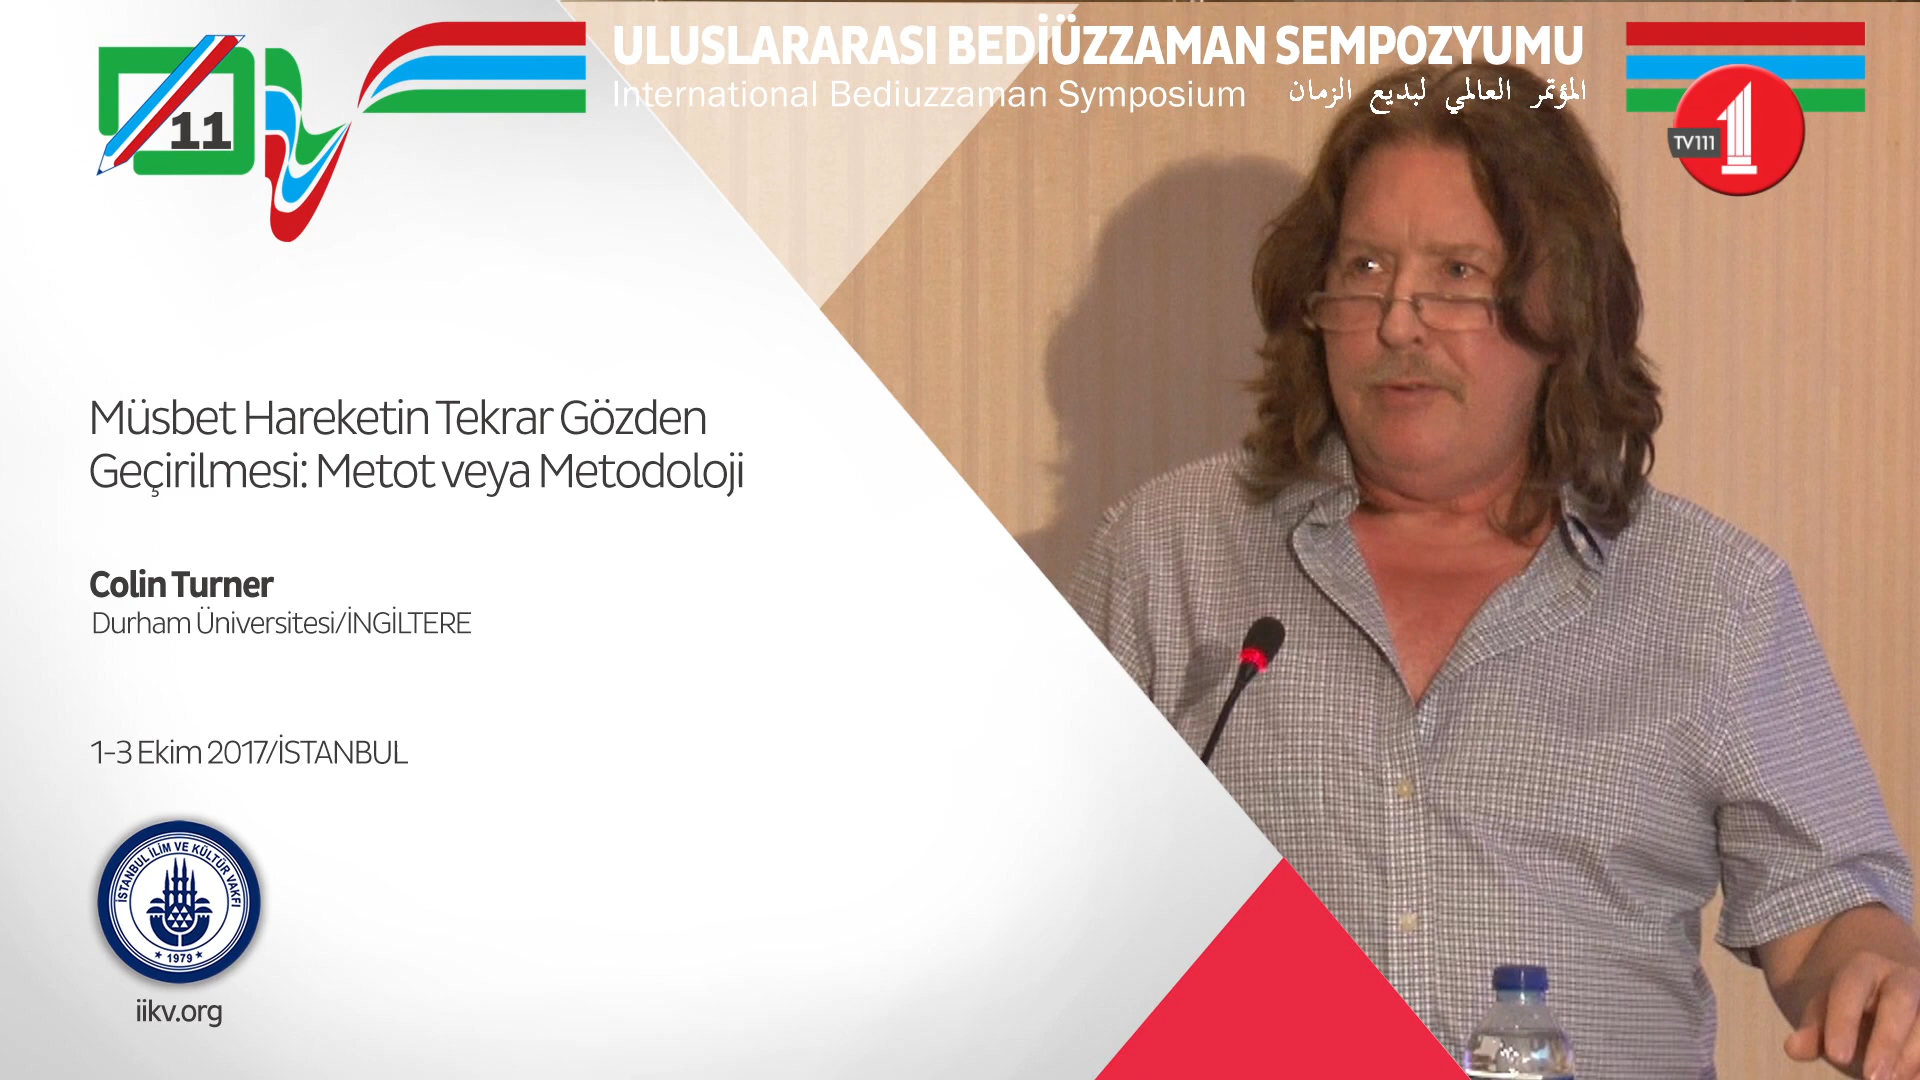 11
ULUSLARARASI BEDİÜZZAMAN SEMPOZYUMU
International Bediuzzaman Symposium
المؤتمر العالمي لبديع الزمان
TV111
1
Müsbet Hareketin Tekrar Gözden
Geçirilmesi: Metot veya Metodoloji
Colin Turner
Durham Üniversitesi/İNGİLTERE
1-3 Ekim 2017/İSTANBUL
İSTANBUL İLİM VE KÜLTÜR VAKFI
1979
iikv.org